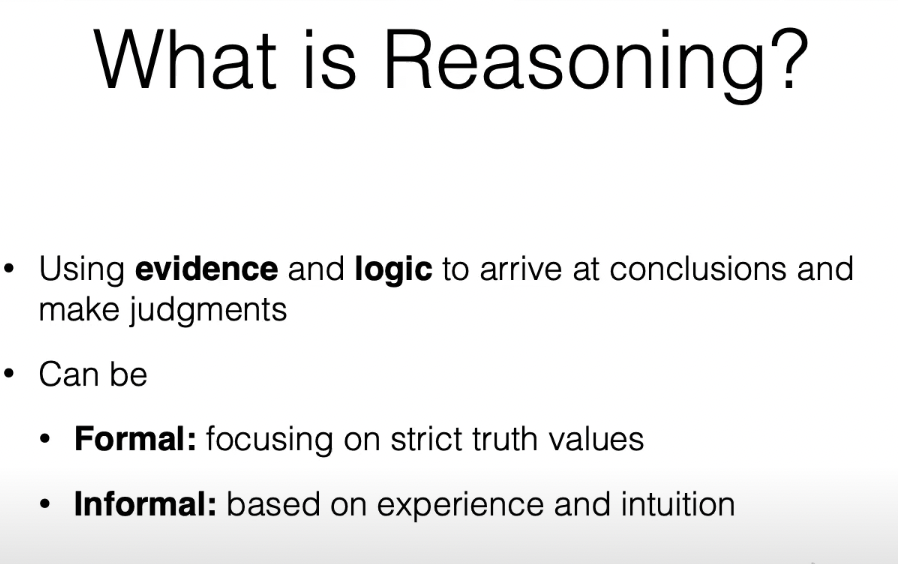 What is Reasoning?
• Using evidence and logic to arrive at conclusions and
make judgments
• Can be
• Formal: focusing on strict truth values
• Informal: based on experience and intuition